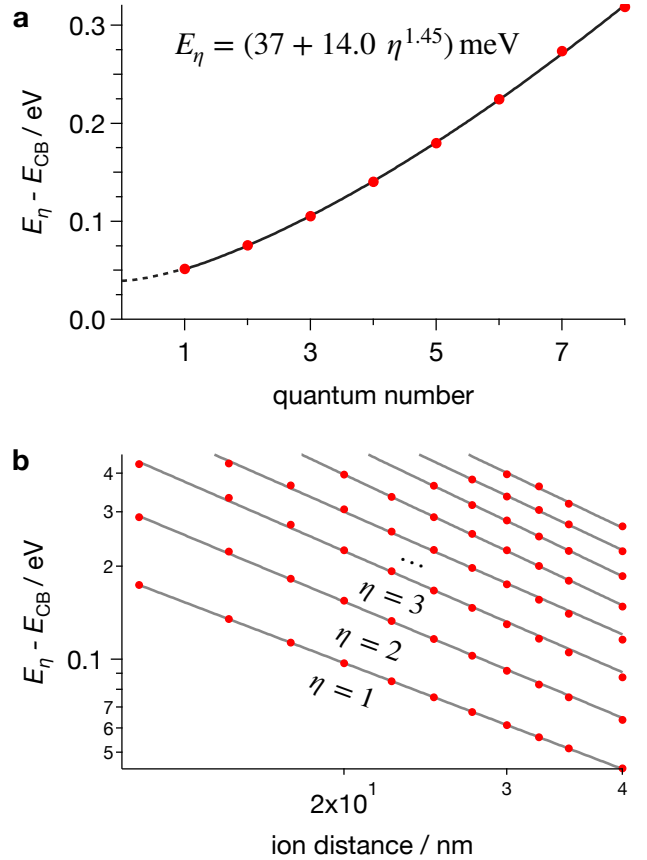 a
E_η = (37 + 14.0 η^1.45) meV
E_η - E_CB / eV
0.3
0.2
0.1
0.0
1 3 5 7
quantum number
b
E_η - E_CB / eV
4
3
2
0.1
7
6
5
...
η = 3
η = 2
η = 1
2x10^1 3 4
ion distance / nm